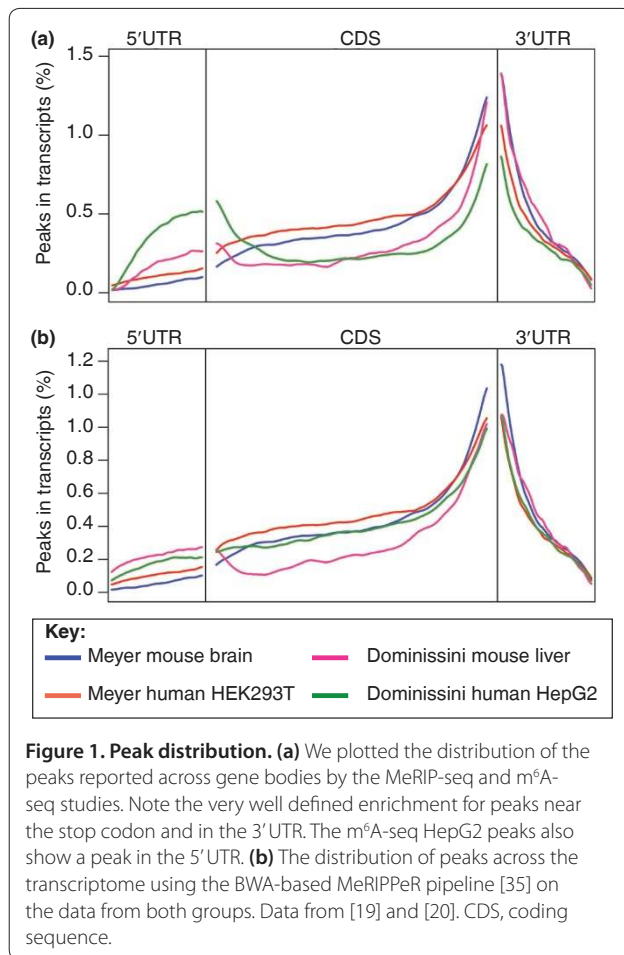 (a)
5'UTR CDS 3'UTR
Peaks in transcripts (%)
1.5
1.0
0.5
0.0
(b)
5'UTR CDS 3'UTR
Peaks in transcripts (%)
1.2
1.2
1.0
0.8
0.6
0.4
0.2
0.0
Key:
Meyer mouse brain Dominissini mouse liver
Meyer human HEK293T Dominissini human HepG2
Figure 1. Peak distribution. (a) We plotted the distribution of the
peaks reported across gene bodies by the MeRIP-seq and m⁶A-
seq studies. Note the very well defined enrichment for peaks near
the stop codon and in the 3' UTR. The m⁶A-seq HepG2 peaks also
show a peak in the 5' UTR. (b) The distribution of peaks across the
transcriptome using the BWA-based MeRIPPeR pipeline [35] on
the data from both groups. Data from [19] and [20]. CDS, coding
sequence.